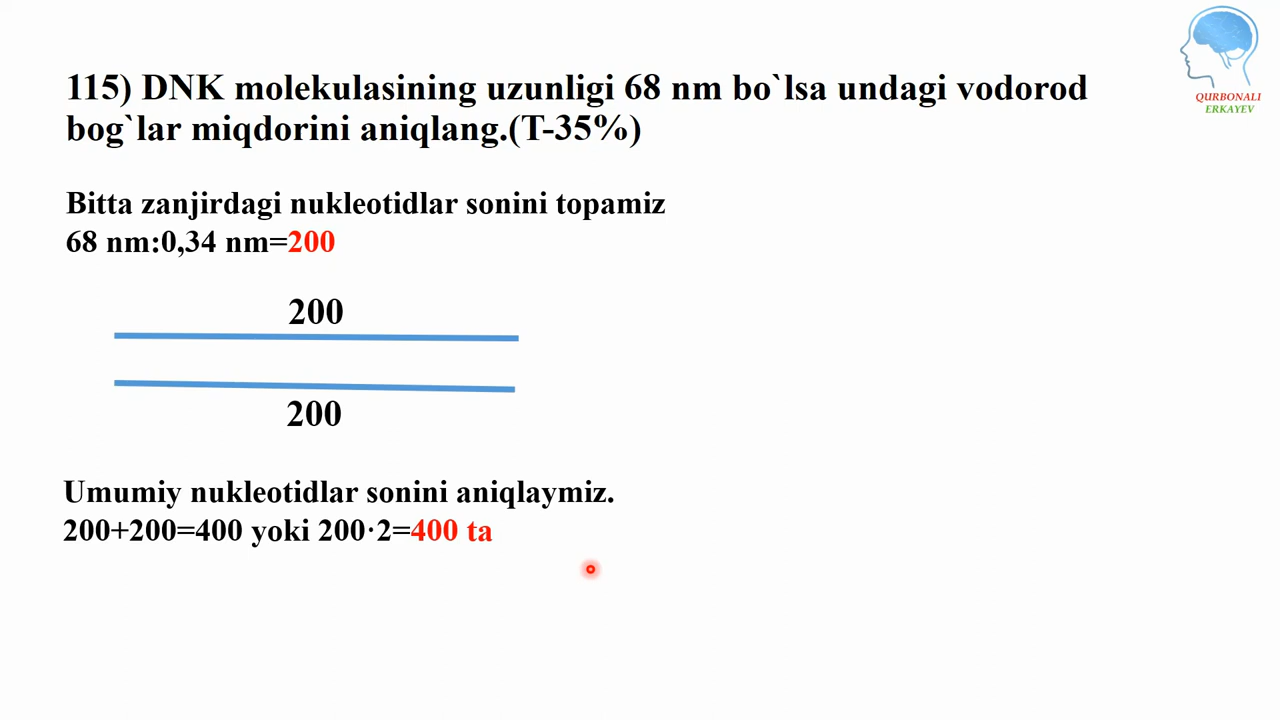 QURBONALI
ERKAYEV
115) DNK molekulasining uzunligi 68 nm bo`lsa undagi vodorod
bog`lar miqdorini aniqlang.(T-35%)
Bitta zanjirdagi nukleotidlar sonini topamiz
68 nm:0,34 nm=200
200
200
Umumiy nukleotidlar sonini aniqlaymiz.
200+200=400 yoki 200·2=400 ta